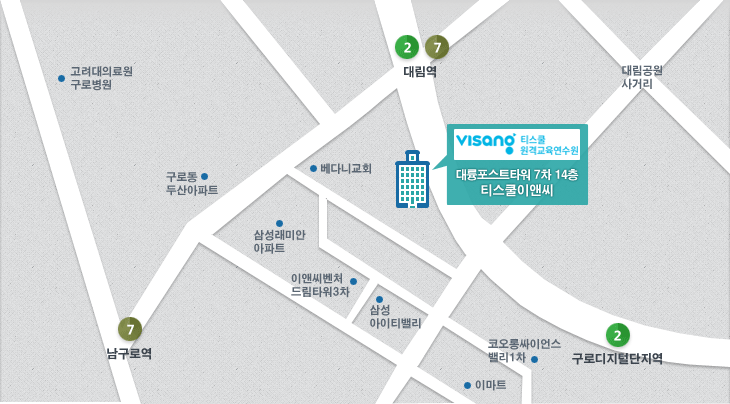 2 7
대림역
고려대의료원
구로병원
대림공원
사거리
visang 티스쿨
원격교육연수원
대륭포스트타워 7차 14층
티스쿨이앤씨
베다니교회
구로동
두산아파트
삼성래미안
아파트
이앤씨벤처
드림타워3차
삼성
아이티밸리
7
남구로역
2
구로디지털단지역
코오롱싸이언스
밸리1차
이마트